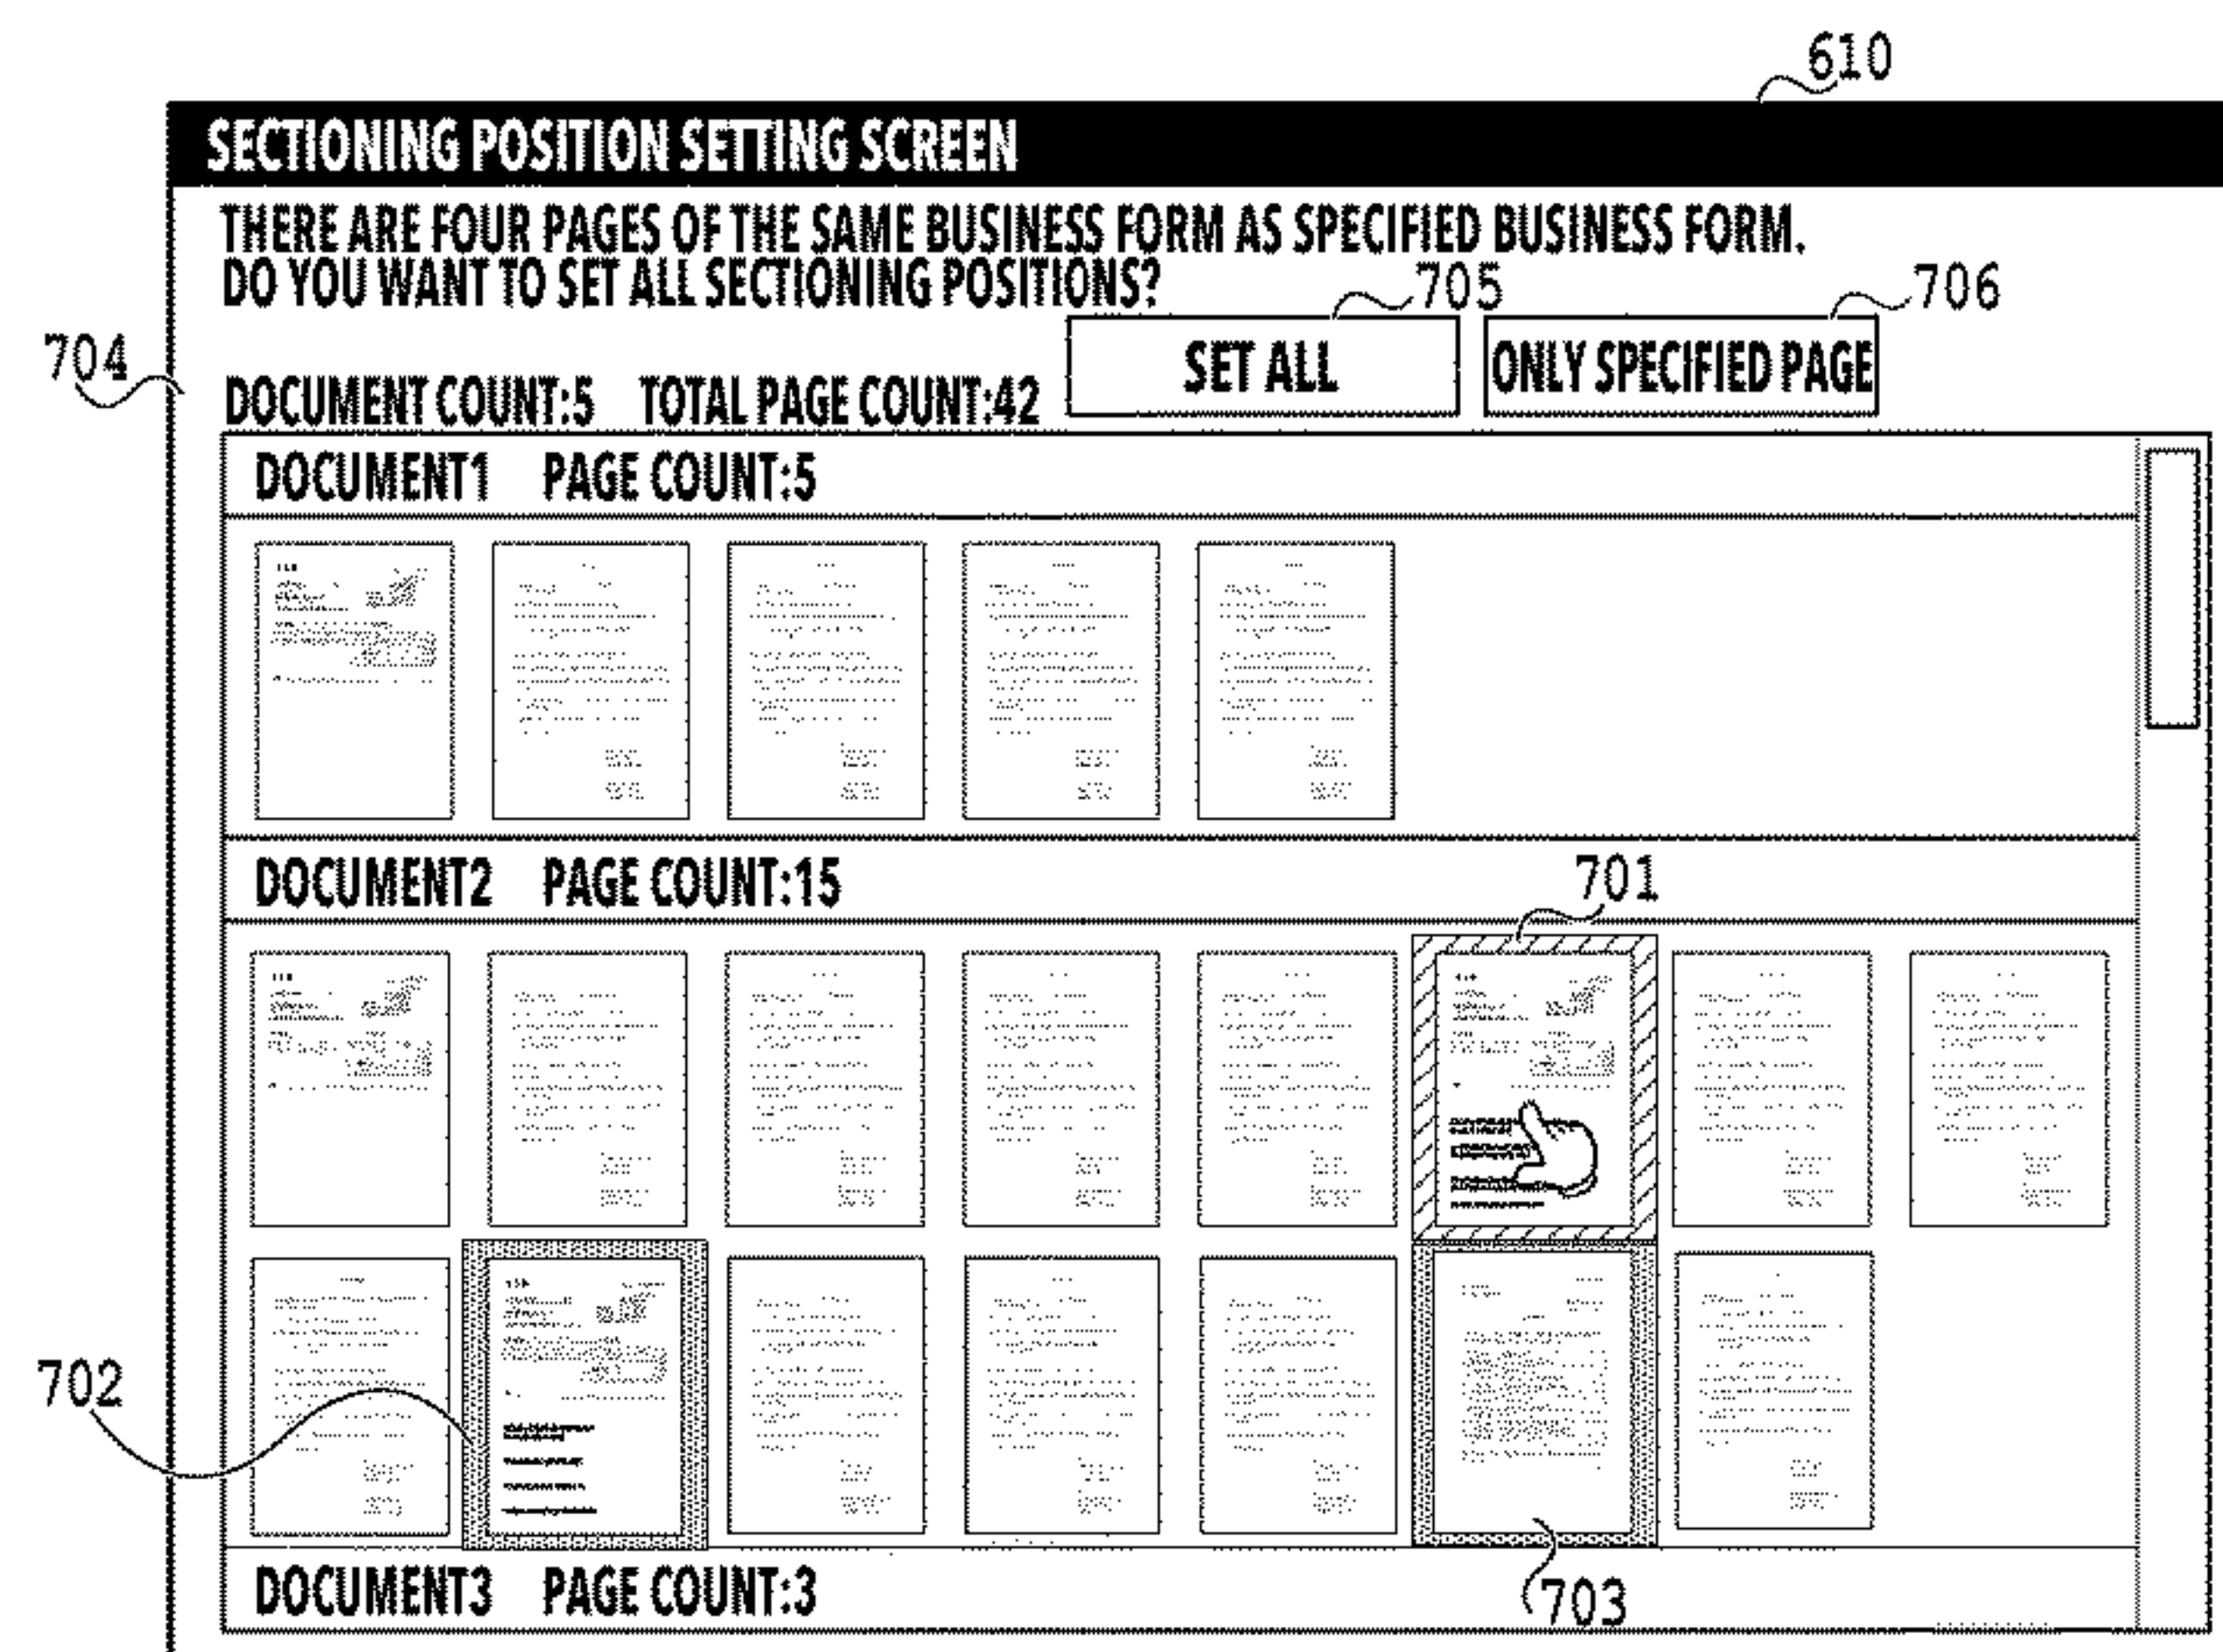 610
SECTIONING POSITION SETTING SCREEN
THERE ARE FOUR PAGES OF THE SAME BUSINESS FORM AS SPECIFIED BUSINESS FORM.
DO YOU WANT TO SET ALL SECTIONING POSITIONS?
705
706
704
SET ALL
ONLY SPECIFIED PAGE
DOCUMENT COUNT:5 TOTAL PAGE COUNT:42
DOCUMENT1 PAGE COUNT:5
DOCUMENT2 PAGE COUNT:15
701
702
DOCUMENT3 PAGE COUNT:3
703